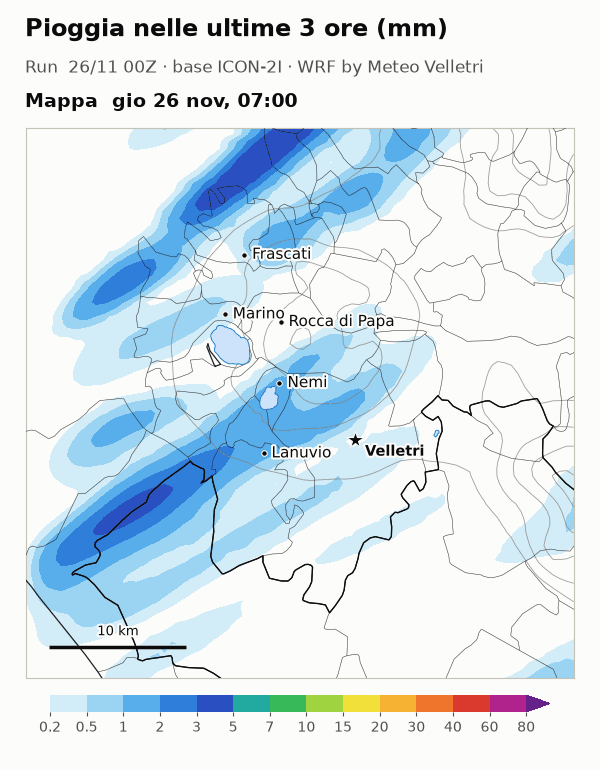 Pioggia nelle ultime 3 ore (mm)
Run  26/11 00Z · base ICON-2I · WRF by Meteo Velletri
Mappa  gio 26 nov, 07:00
Frascati
Marino
Rocca di Papa
Nemi
Velletri
Lanuvio
10 km
0.2 0.5 1 2 3 5 7 10 15 20 30 40 60 80